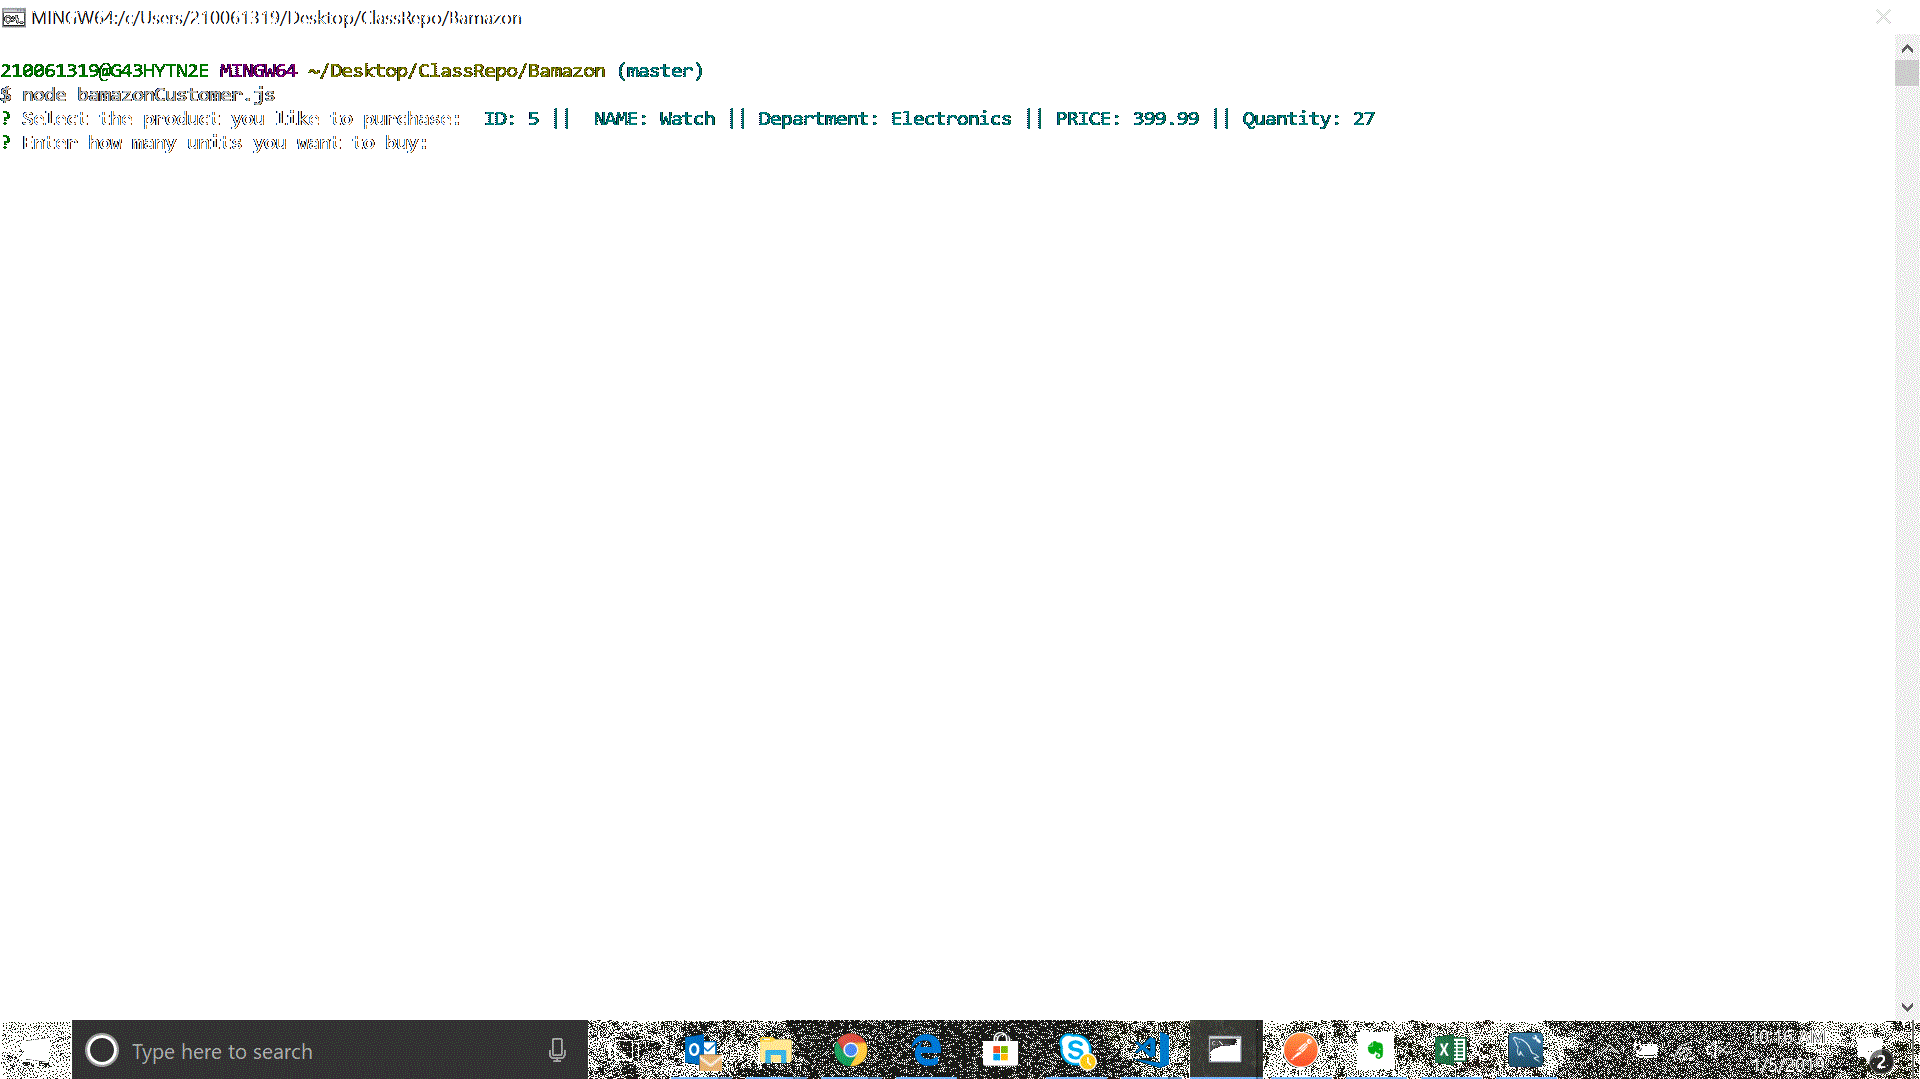 MINGW64:/c/Users/210061319/Desktop/ClassRepo/Bamazon
210061319@G43HYTN2E MINGW64 ~/Desktop/ClassRepo/Bamazon (master)
$ node bamazonCustomer.js
? Select the product you like to purchase:  ID: 5 ||  NAME: Watch || Department: Electronics || PRICE: 399.99 || Quantity: 27
? Enter how many units you want to buy:
Type here to search
2